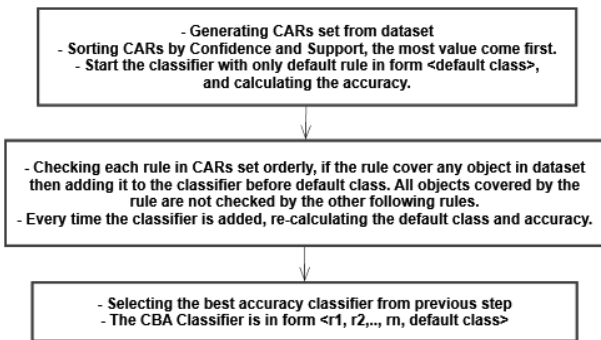 - Generating CARs set from dataset
- Sorting CARs by Confidence and Support, the most value come first.
- Start the classifier with only default rule in form <default class>,
and calculating the accuracy.
- Checking each rule in CARs set orderly, if the rule cover any object in dataset
then adding it to the classifier before default class. All objects covered by the
rule are not checked by the other following rules.
- Every time the classifier is added, re-calculating the default class and accuracy.
- Selecting the best accuracy classifier from previous step
- The CBA Classifier is in form <r1, r2,.., rn, default class>